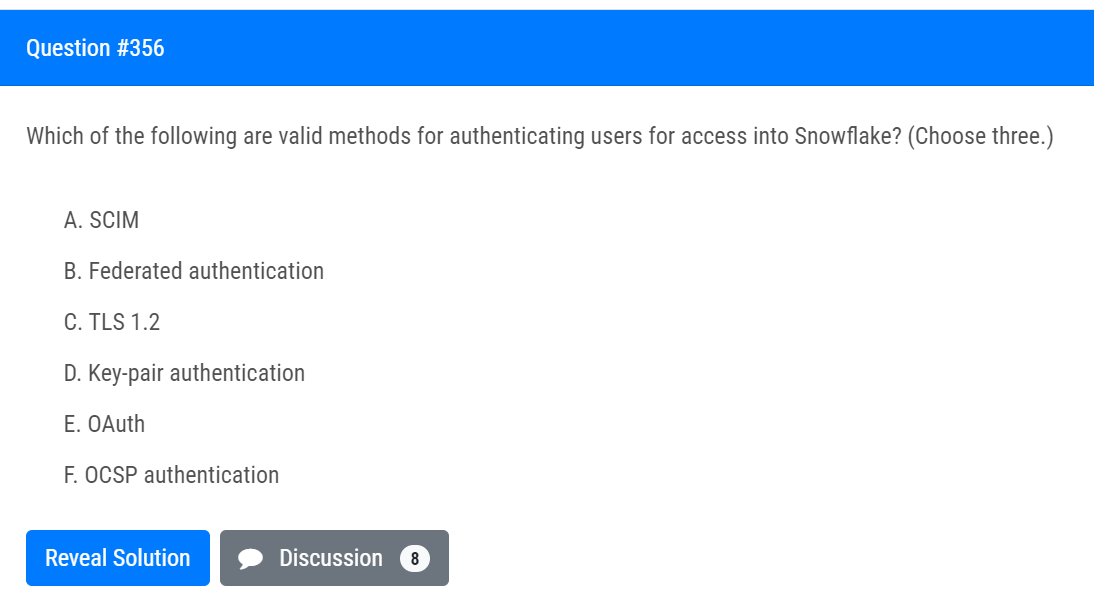 Question #356
Which of the following are valid methods for authenticating users for access into Snowflake? (Choose three.)
A. SCIM
B. Federated authentication
C. TLS 1.2
D. Key-pair authentication
E. OAuth
F. OCSP authentication
Reveal Solution
Discussion 8